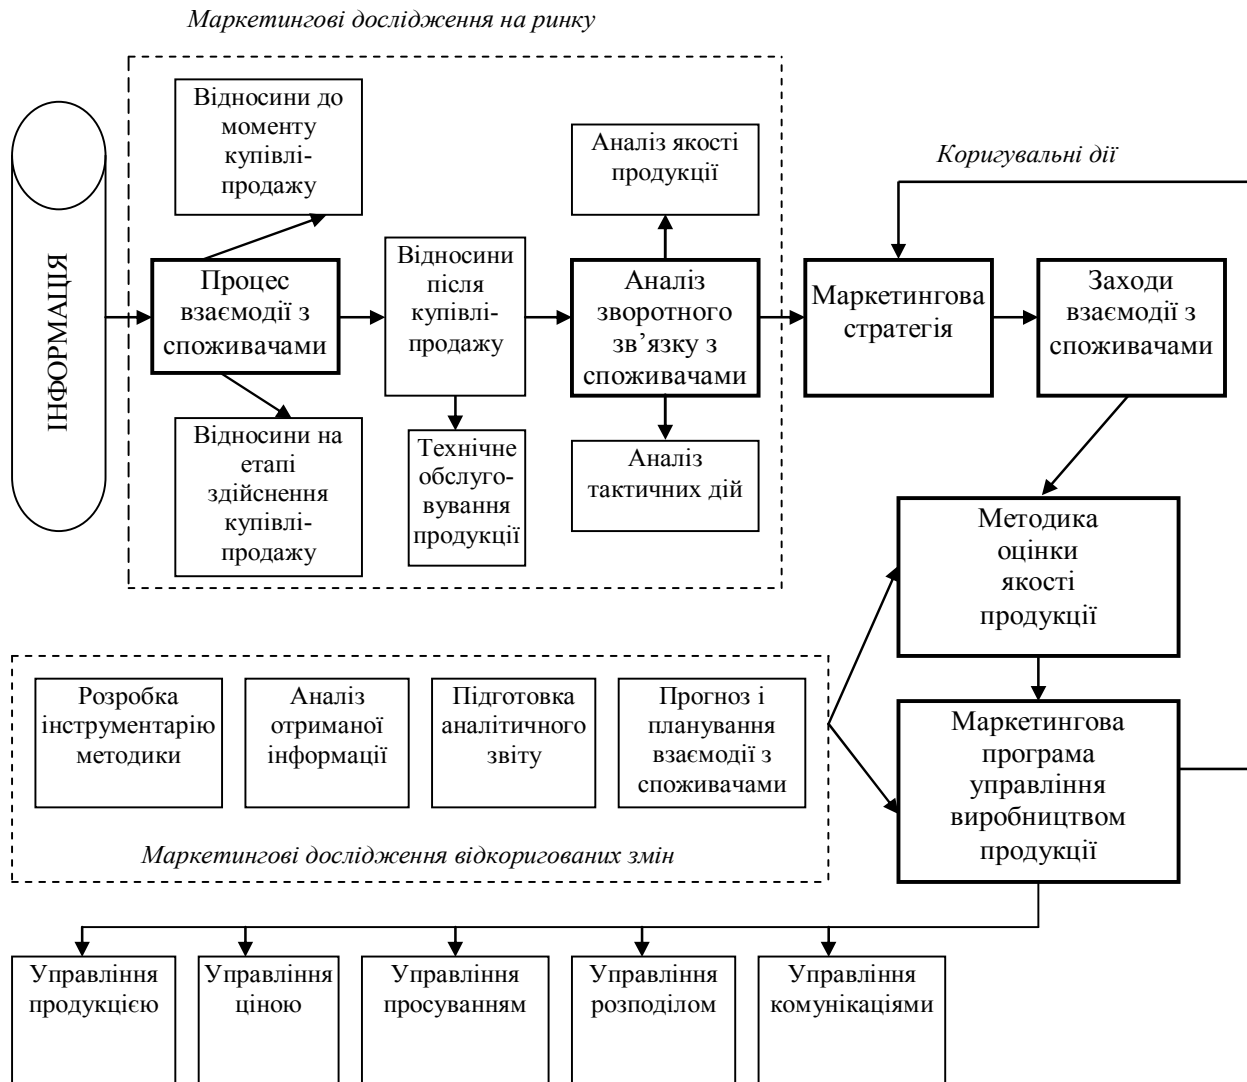 Маркетингові дослідження на ринку
Відносини до
моменту
купівлі-
продажу
Аналіз якості
продукції
Коригувальні дії
ІНФОРМАЦІЯ
Процес
взаємодії з
споживачами
Відносини
після
купівлі-
продажу
Аналіз
зворотного
зв’язку з
споживачами
Маркетингова
стратегія
Заходи
взаємодії з
споживачами
Відносини на
етапі
здійснення
купівлі-
продажу
Технічне
обслуго-
вування
продукції
Аналіз
тактичних дій
Методика
оцінки
якості
продукції
Розробка
інструментарію
методики
Аналіз
отриманої
інформації
Підготовка
аналітичного
звіту
Прогноз і
планування
взаємодії з
споживачами
Маркетингові дослідження відкоригованих змін
Маркетингова
програма
управління
виробництвом
продукції
Управління
продукцією
Управління
ціною
Управління
просуванням
Управління
розподілом
Управління
комунікаціями